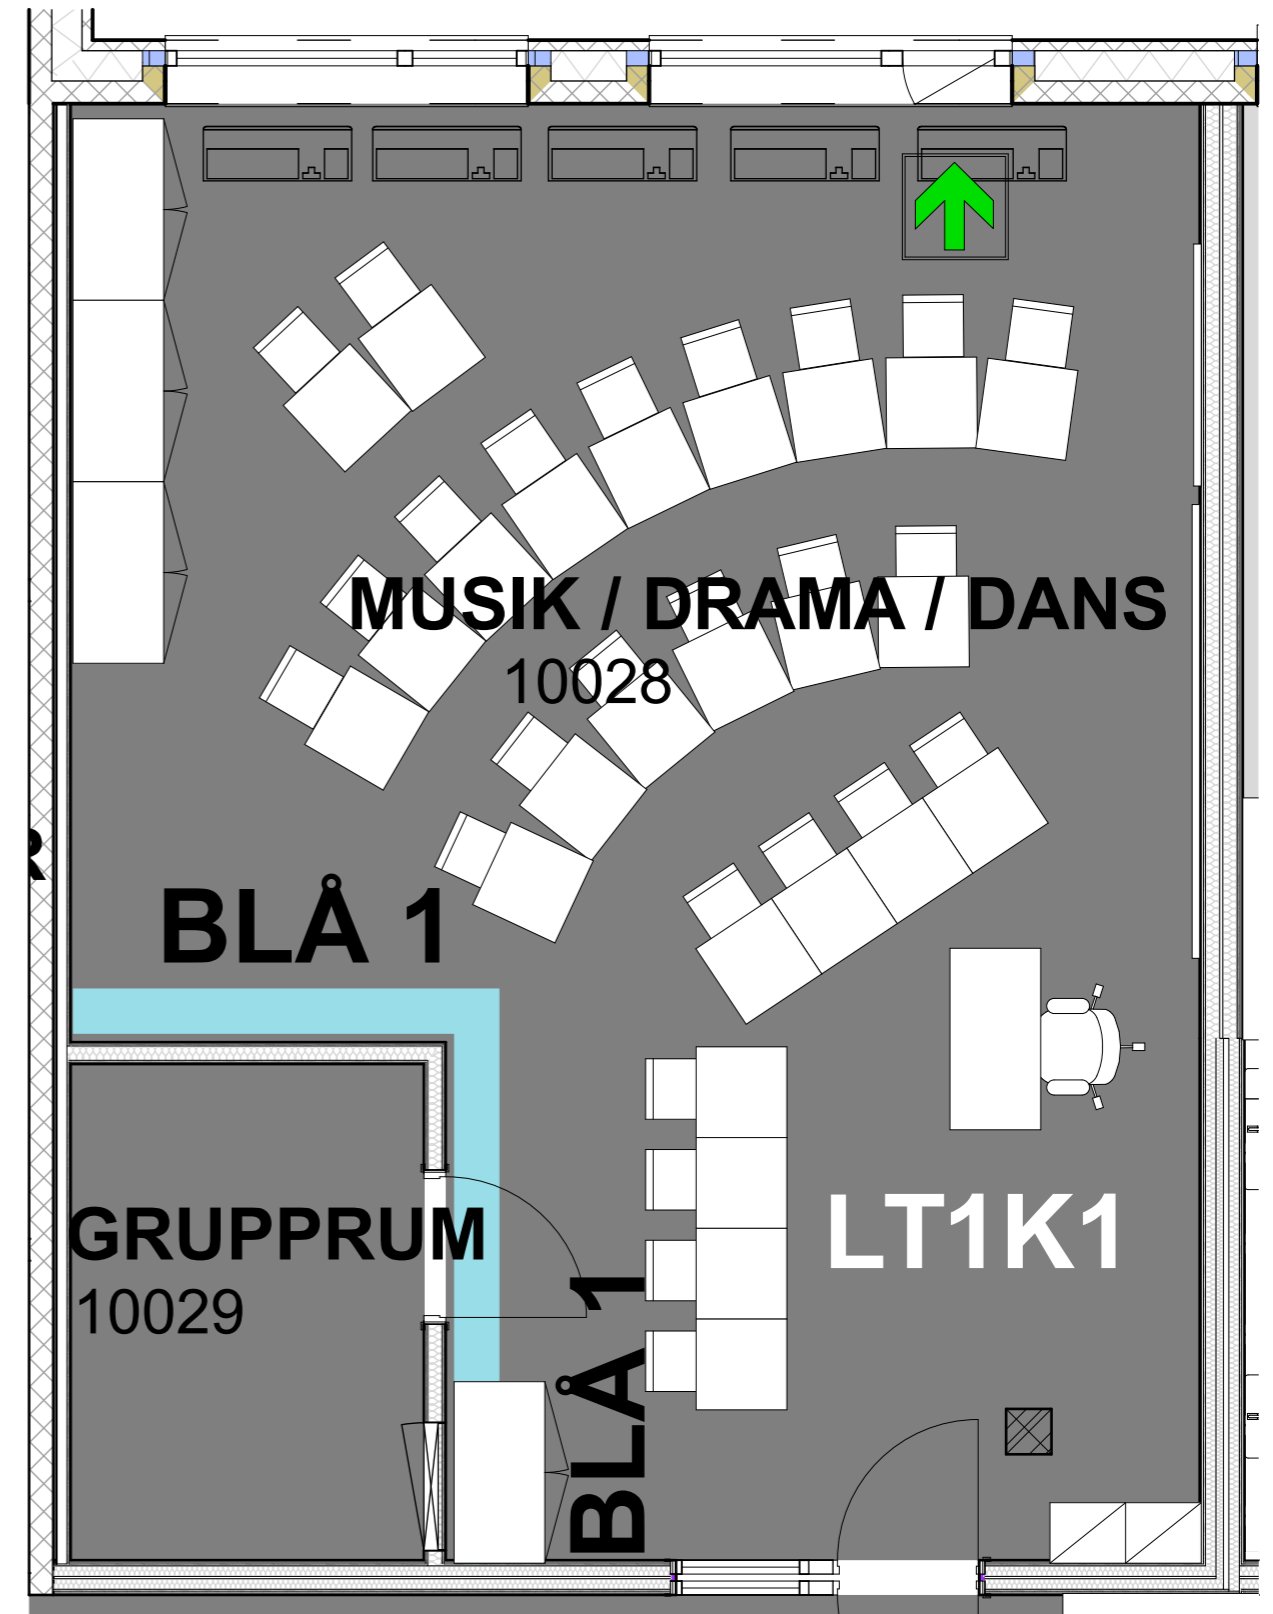 MUSIK / DRAMA / DANS
10028
R
BLÅ 1
GRUPPRUM
10029
LT1K1
BLÅ 1